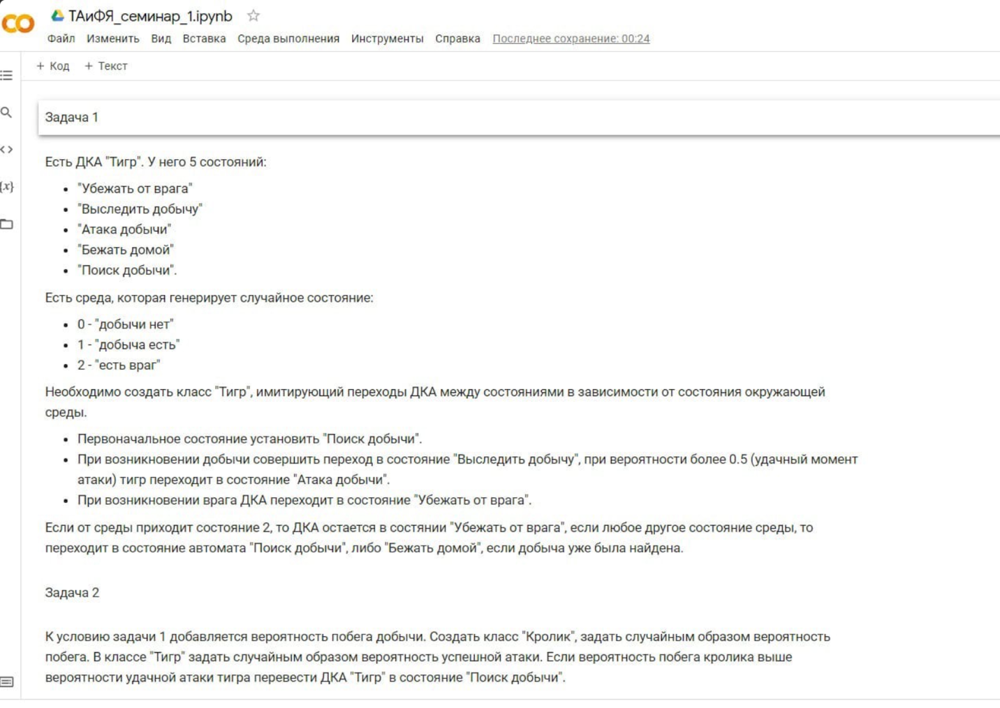 ТАиФЯ_семинар_1.ipynb
Файл Изменить Вид Вставка Среда выполнения Инструменты Справка Последнее сохранение: 00:24
+ Код + Текст
Задача 1
Есть ДКА "Тигр". У него 5 состояний:
• "Убежать от врага"
• "Выследить добычу"
• "Атака добычи"
• "Бежать домой"
• "Поиск добычи".
Есть среда, которая генерирует случайное состояние:
• 0 - "добычи нет"
• 1 - "добыча есть"
• 2 - "есть враг"
Необходимо создать класс "Тигр", имитирующий переходы ДКА между состояниями в зависимости от состояния окружающей
среды.
• Первоначальное состояние установить "Поиск добычи".
• При возникновении добычи совершить переход в состояние "Выследить добычу", при вероятности более 0.5 (удачный момент
атаки) тигр переходит в состояние "Атака добычи".
• При возникновении врага ДКА переходит в состояние "Убежать от врага".
Если от среды приходит состояние 2, то ДКА остается в состянии "Убежать от врага", если любое другое состояние среды, то
переходит в состояние автомата "Поиск добычи", либо "Бежать домой", если добыча уже была найдена.
Задача 2
К условию задачи 1 добавляется вероятность побега добычи. Создать класс "Кролик", задать случайным образом вероятность
побега. В классе "Тигр" задать случайным образом вероятность успешной атаки. Если вероятность побега кролика выше
вероятности удачной атаки тигра перевести ДКА "Тигр" в состояние "Поиск добычи".